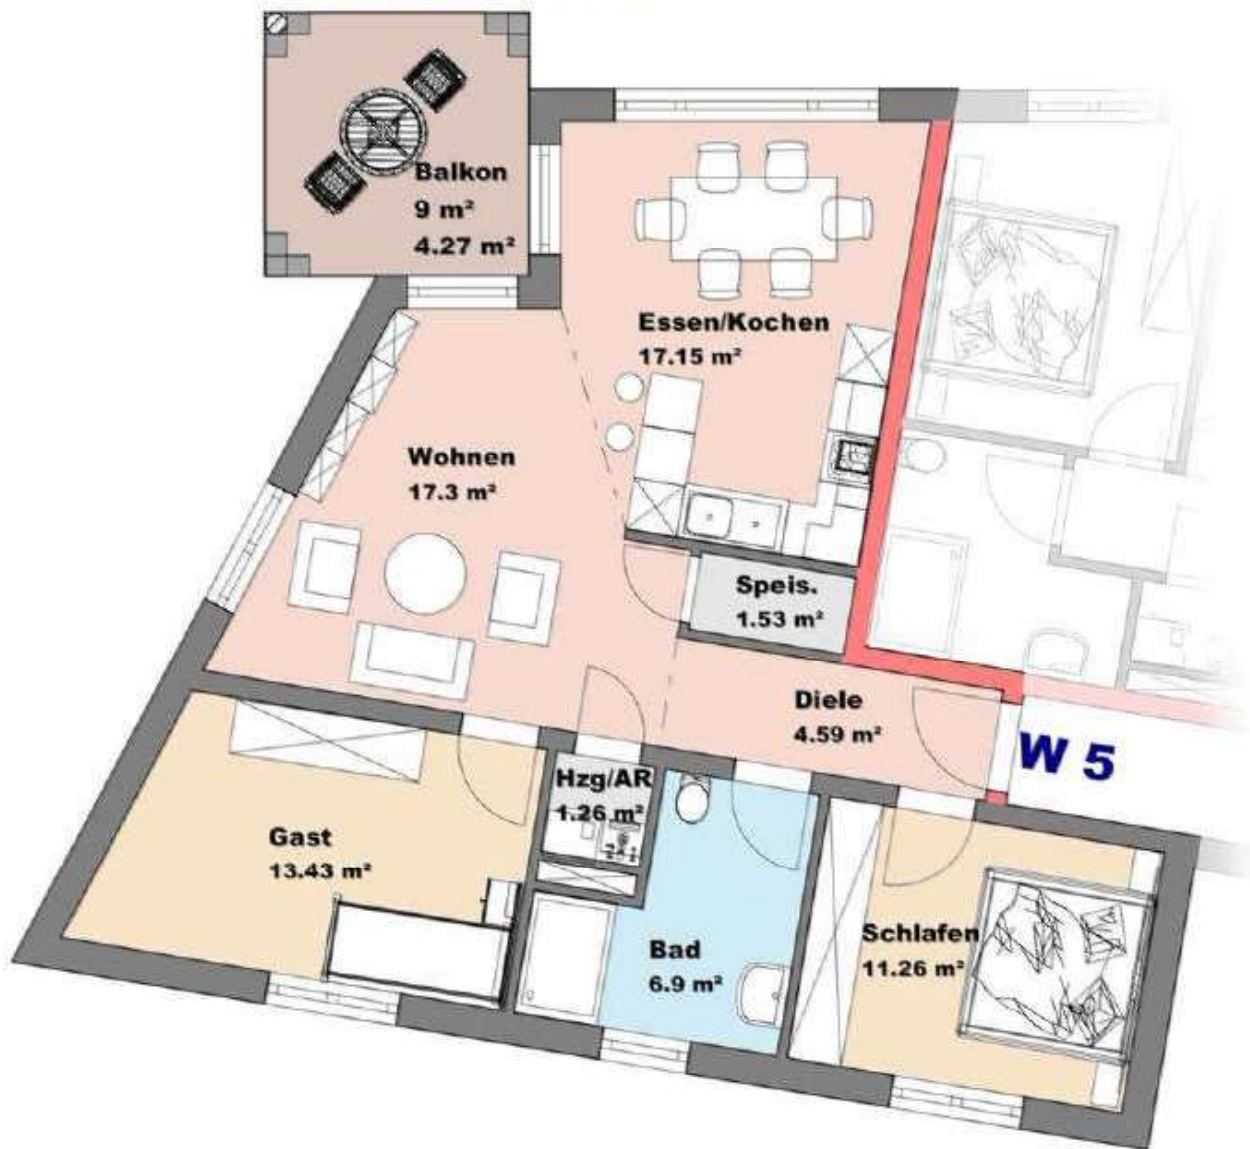 Balkon
9 m²
4.27 m²
Essen/Kochen
17.15 m²
Wohnen
17.3 m²
Speis.
1.53 m²
Diele
4.59 m²
W 5
Hzg/AR
1.26 m²
Gast
13.43 m²
Bad
6.9 m²
Schlafen
11.26 m²